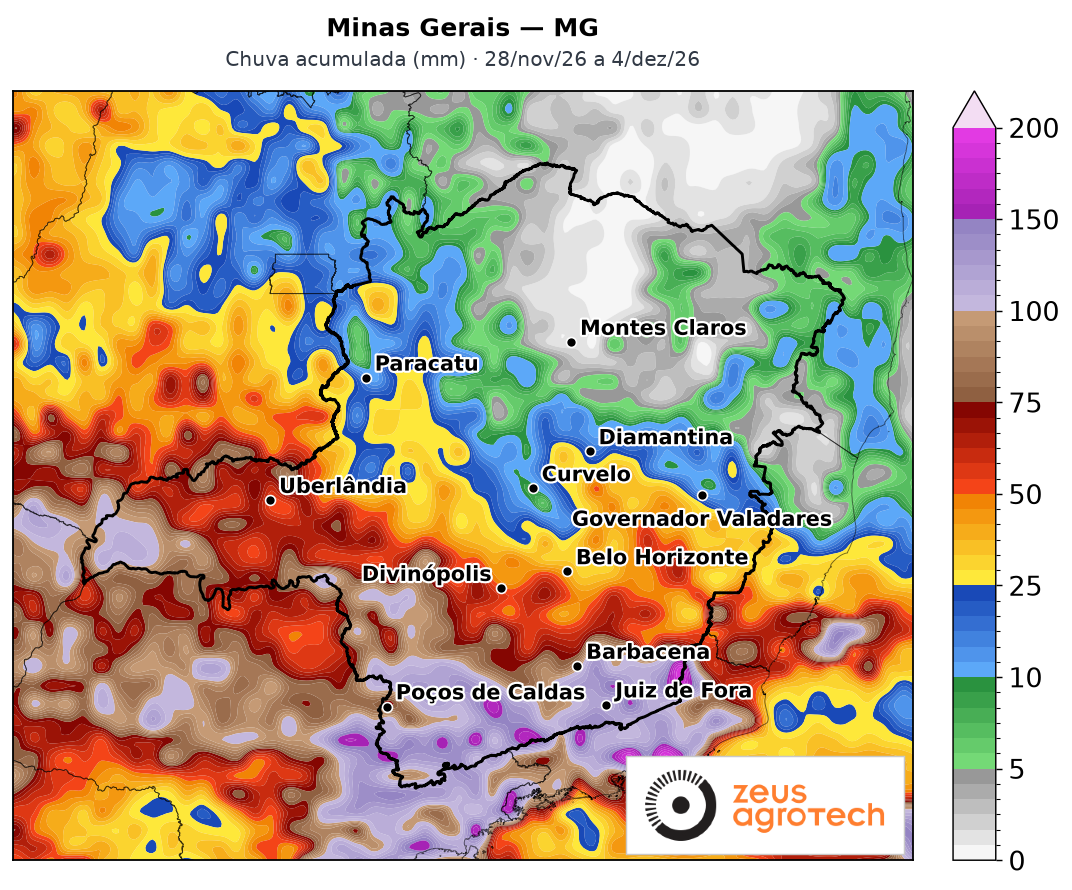 Minas Gerais — MG
Chuva acumulada (mm) · 28/nov/26 a 4/dez/26
200
150
100
75
50
25
10
5
0
Montes Claros
Paracatu
Diamantina
Curvelo
Uberlândia
Governador Valadares
Belo Horizonte
Divinópolis
Barbacena
Poços de Caldas
Juiz de Fora
zeus
agrotech